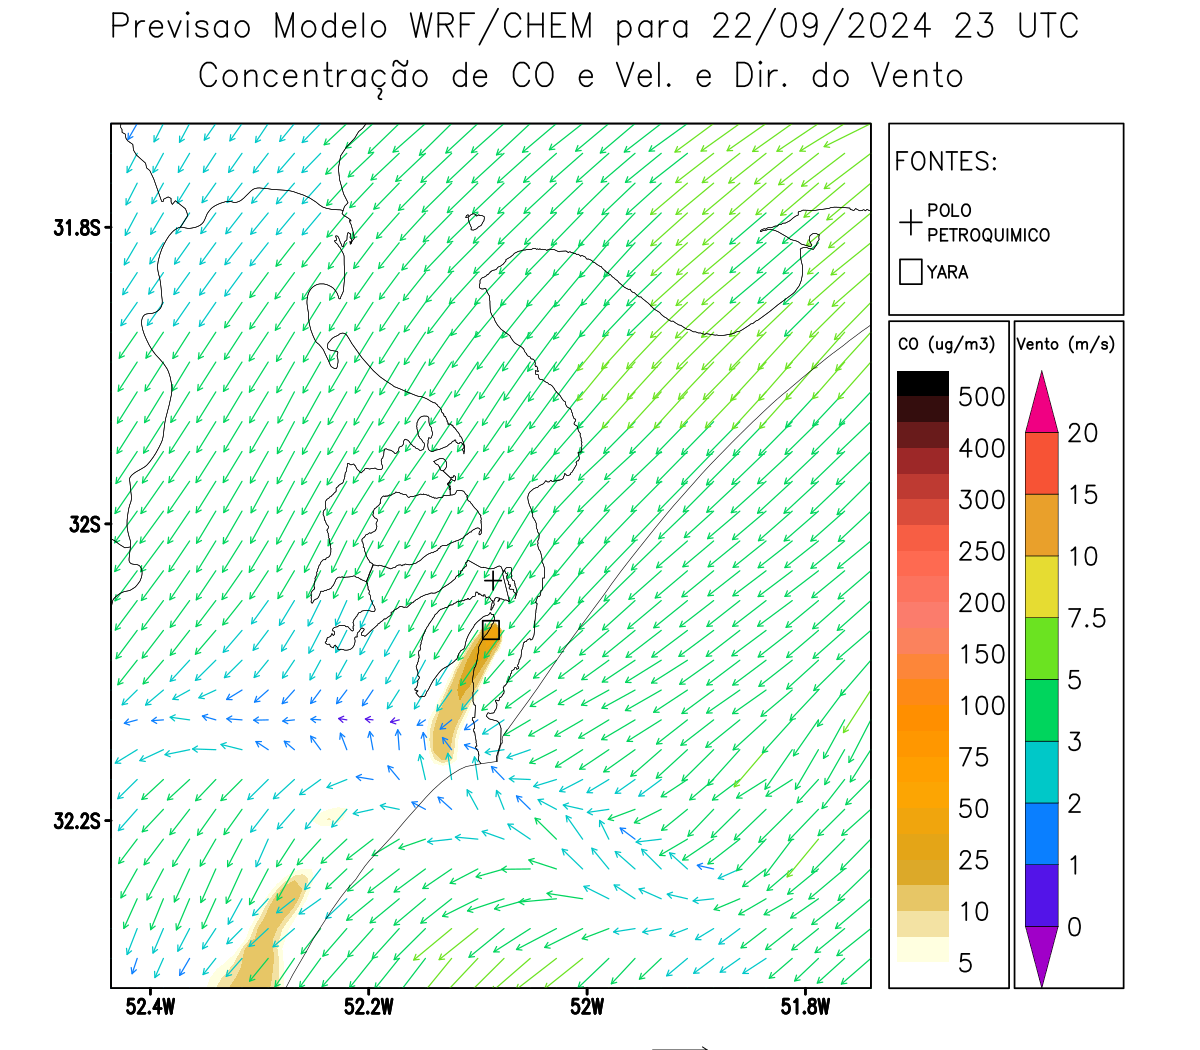 Previsao Modelo WRF/CHEM para 22/09/2024 23 UTC
Concentração de CO e Vel. e Dir. do Vento
FONTES:
POLO
PETROQUIMICO
YARA
CO (ug/m3)
500
400
300
250
200
150
100
75
50
25
10
5
Vento (m/s)
20
15
10
7.5
5
3
2
1
0
31.8S
32S
32.2S
52.4W
52.2W
52W
51.8W